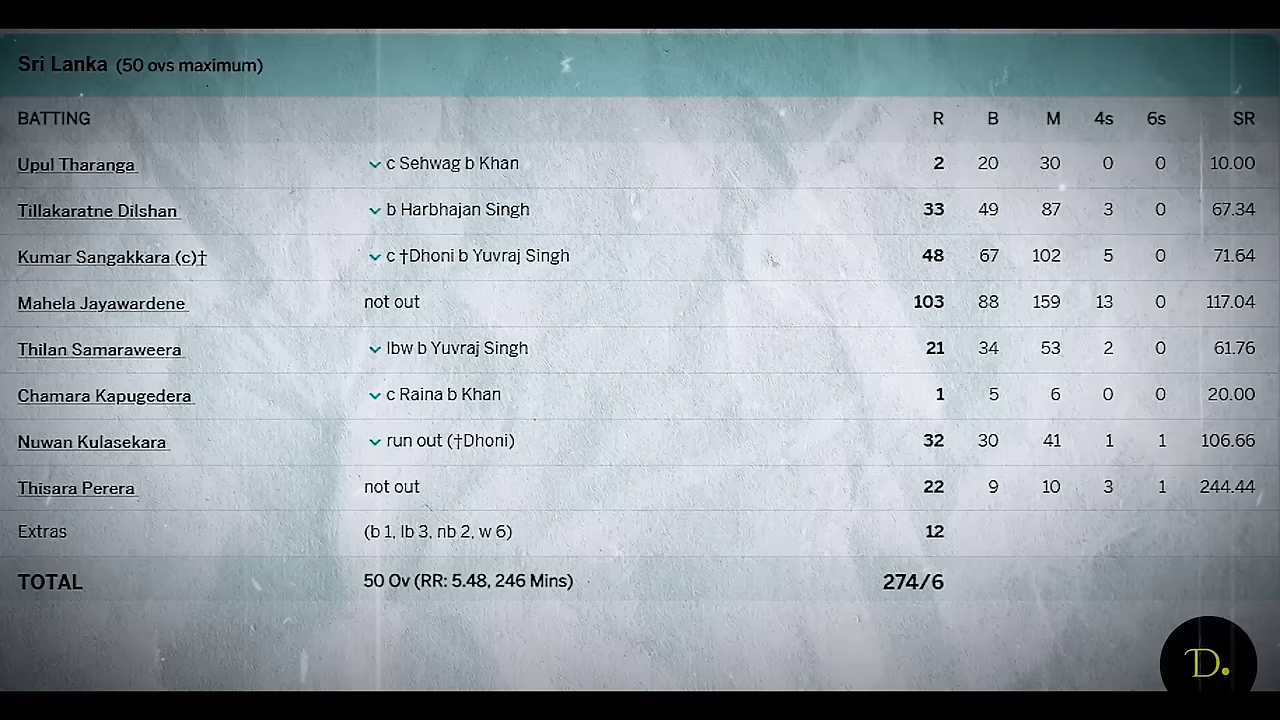 Sri Lanka (50 ovs maximum)
BATTING R B M 4s 6s SR
Upul Tharanga c Sehwag b Khan 2 20 30 0 0 10.00
Tillakaratne Dilshan b Harbhajan Singh 33 49 87 3 0 67.34
Kumar Sangakkara (c)† c †Dhoni b Yuvraj Singh 48 67 102 5 0 71.64
Mahela Jayawardene not out 103 88 159 13 0 117.04
Thilan Samaraweera lbw b Yuvraj Singh 21 34 53 2 0 61.76
Chamara Kapugedera c Raina b Khan 1 5 6 0 0 20.00
Nuwan Kulasekara run out (†Dhoni) 32 30 41 1 1 106.66
Thisara Perera not out 22 9 10 3 1 244.44
Extras (b 1, lb 3, nb 2, w 6) 12
TOTAL 50 Ov (RR: 5.48, 246 Mins) 274/6
D.